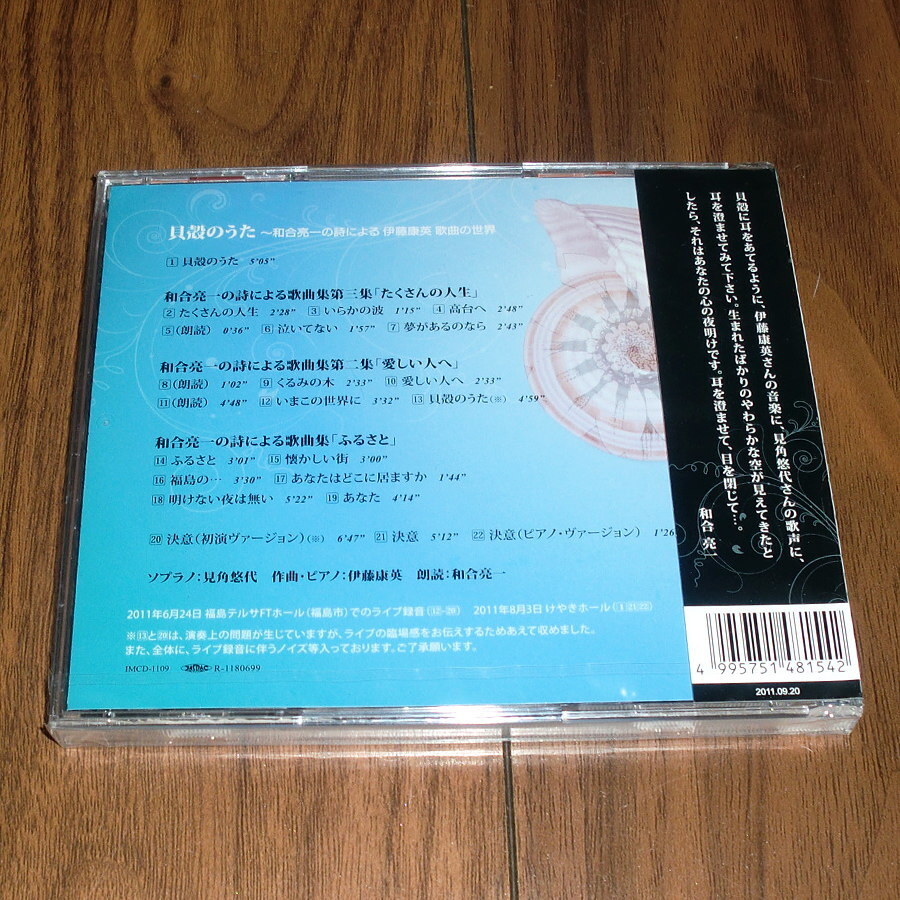 貝殻のうた ～和合亮一の詩による 伊藤康英 歌曲の世界
1 貝殻のうた 5'05"
和合亮一の詩による歌曲集第三集「たくさんの人生」
2 たくさんの人生 2'28" 3 いらかの波 1'15" 4 高台へ 2'48"
5 (朗読) 0'36" 6 泣いてない 1'57" 7 夢があるのなら 2'43"
和合亮一の詩による歌曲集第二集「愛しい人へ」
8 (朗読) 1'02" 9 くるみの木 2'33" 10 愛しい人へ 2'33"
11 (朗読) 4'48" 12 いまこの世界に 3'32" 13 貝殻のうた(※) 4'59"
和合亮一の詩による歌曲集「ふるさと」
14 ふるさと 3'01" 15 懐かしい街 3'00"
16 福島の… 3'30" 17 あなたはどこに居ますか 1'44"
18 明けない夜は無い 5'22" 19 あなた 4'14"
20 決意(初演ヴァージョン)(※) 6'47" 21 決意 5'12" 22 決意(ピアノ・ヴァージョン) 1'26
ソプラノ:見角悠代 作曲・ピアノ:伊藤康英 朗読:和合亮一
2011年6月24日 福島テルサFTホール(福島市)でのライブ録音 2011年8月3日 けやきホール
※13と20は、演奏上の問題が生じていますが、ライブの臨場感をお伝えするためあえて収めました。
また、全体に、ライブ録音に伴うノイズ等入っております。ご了承願います。
IMCD-1109 JASRAC R-1180699
貝殻に耳をあてるように、伊藤康英さんの音楽に、見角悠代さんの歌声に、
耳を澄ませてみて下さい。生まれたばかりのやわらかな空が見えてきたと
したら、それはあなたの心の夜明けです。耳を澄ませて、目を閉じて…。
和合 亮一
4 995751 481542
2011.09.20